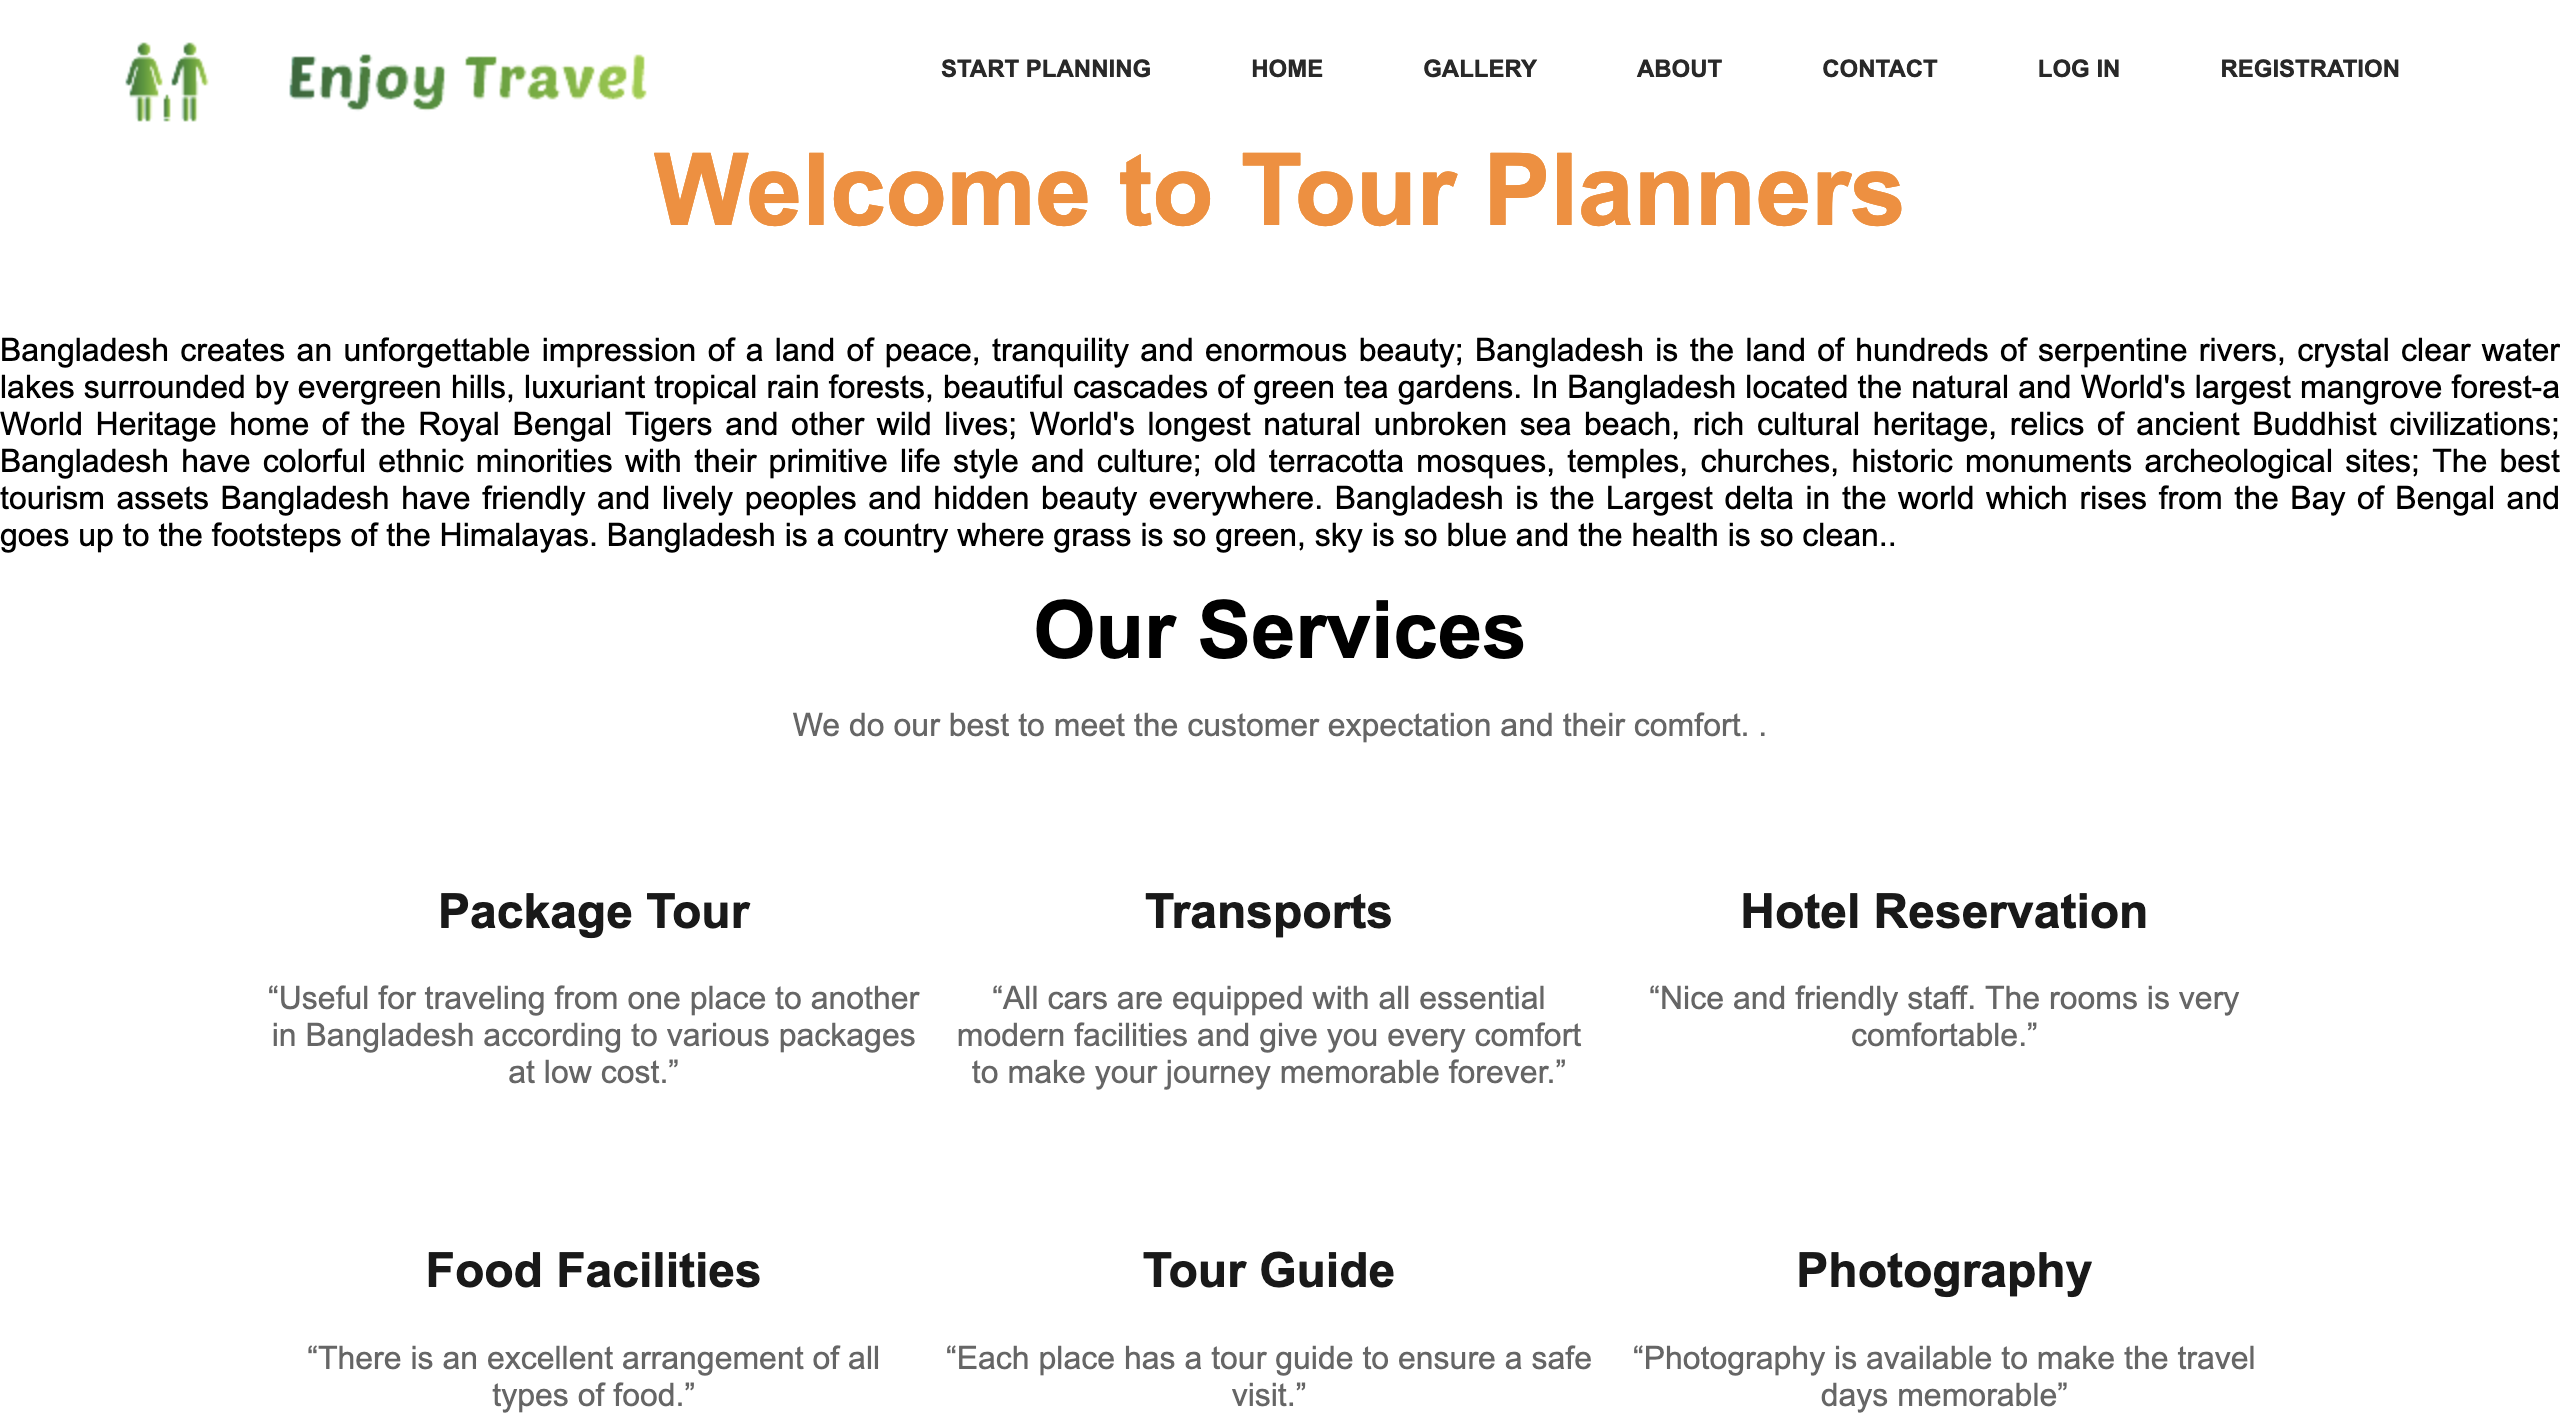 Enjoy Travel
START PLANNING HOME GALLERY ABOUT CONTACT LOG IN REGISTRATION
Welcome to Tour Planners
Bangladesh creates an unforgettable impression of a land of peace, tranquility and enormous beauty; Bangladesh is the land of hundreds of serpentine rivers, crystal clear water
lakes surrounded by evergreen hills, luxuriant tropical rain forests, beautiful cascades of green tea gardens. In Bangladesh located the natural and World's largest mangrove forest-a
World Heritage home of the Royal Bengal Tigers and other wild lives; World's longest natural unbroken sea beach, rich cultural heritage, relics of ancient Buddhist civilizations;
Bangladesh have colorful ethnic minorities with their primitive life style and culture; old terracotta mosques, temples, churches, historic monuments archeological sites; The best
tourism assets Bangladesh have friendly and lively peoples and hidden beauty everywhere. Bangladesh is the Largest delta in the world which rises from the Bay of Bengal and
goes up to the footsteps of the Himalayas. Bangladesh is a country where grass is so green, sky is so blue and the health is so clean..
Our Services
We do our best to meet the customer expectation and their comfort. .
Package Tour
“Useful for traveling from one place to another
in Bangladesh according to various packages
at low cost.”
Transports
“All cars are equipped with all essential
modern facilities and give you every comfort
to make your journey memorable forever.”
Hotel Reservation
“Nice and friendly staff. The rooms is very
comfortable.”
Food Facilities
“There is an excellent arrangement of all
types of food.”
Tour Guide
“Each place has a tour guide to ensure a safe
visit.”
Photography
“Photography is available to make the travel
days memorable”